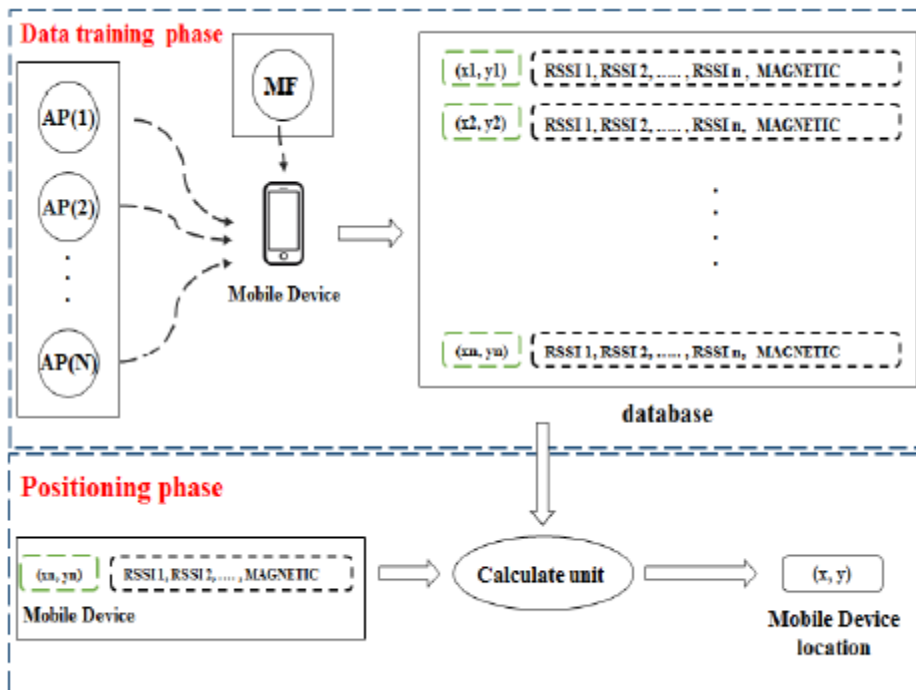 Data training phase
MF
AP(1)
AP(2)
AP(N)
Mobile Device
(x1, y1) RSSI 1, RSSI 2, ....., RSSI n, MAGNETIC
(x2, y2) RSSI 1, RSSI 2, ....., RSSI n, MAGNETIC
(xn, yn) RSSI 1, RSSI 2, ....., RSSI n, MAGNETIC
database
Positioning phase
(xn, yn) RSSI 1, RSSI 2, ....., MAGNETIC
Mobile Device
Calculate unit
(x, y)
Mobile Device
location